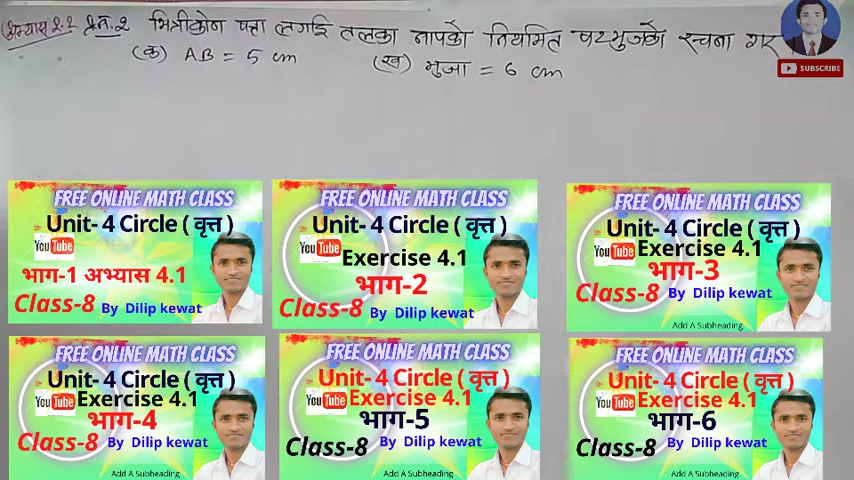 अभ्यास 2.2 प्र.नं. 2 भित्रीकोण पत्ता लगाई तलका नापको नियमित षटभुजको रचना गर
(क) AB = 5 cm (ख) भुजा = 6 cm
SUBSCRIBE
FREE ONLINE MATH CLASS
Unit- 4 Circle ( वृत्त )
YouTube
भाग-1 अभ्यास 4.1
Class-8 By Dilip kewat
FREE ONLINE MATH CLASS
Unit- 4 Circle ( वृत्त )
YouTube Exercise 4.1
भाग-2
Class-8 By Dilip kewat
FREE ONLINE MATH CLASS
Unit- 4 Circle ( वृत्त )
YouTube Exercise 4.1
भाग-3
Class-8 By Dilip kewat
Add A Subheading
FREE ONLINE MATH CLASS
Unit- 4 Circle ( वृत्त )
YouTube Exercise 4.1
भाग-4
Class-8 By Dilip kewat
Add A Subheading
FREE ONLINE MATH CLASS
Unit- 4 Circle ( वृत्त )
YouTube Exercise 4.1
भाग-5
Class-8 By Dilip kewat
Add A Subheading
FREE ONLINE MATH CLASS
Unit- 4 Circle ( वृत्त )
YouTube Exercise 4.1
भाग-6
Class-8 By Dilip kewat
Add A Subheading